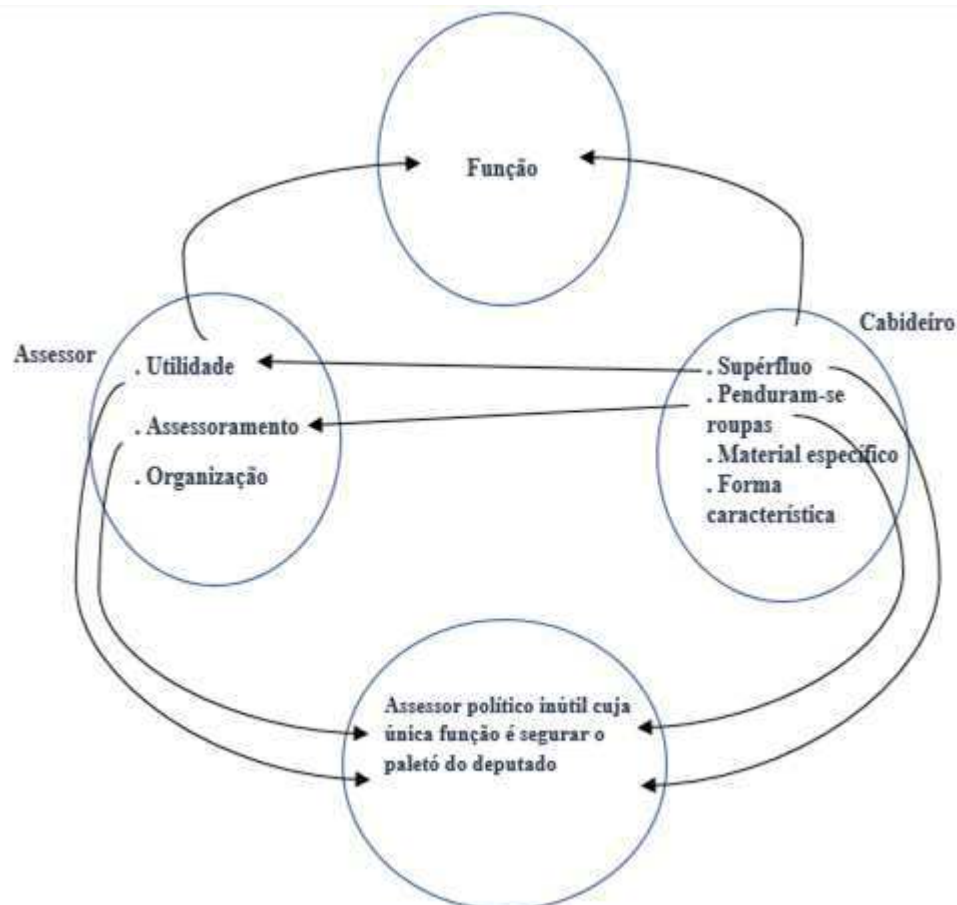 Função
Assessor
. Utilidade
. Assessoramento
. Organização
Cabideiro
. Supérfluo
. Penduram-se
roupas
. Material específico
. Forma
característica
Assessor político inútil cuja
única função é segurar o
paletó do deputado